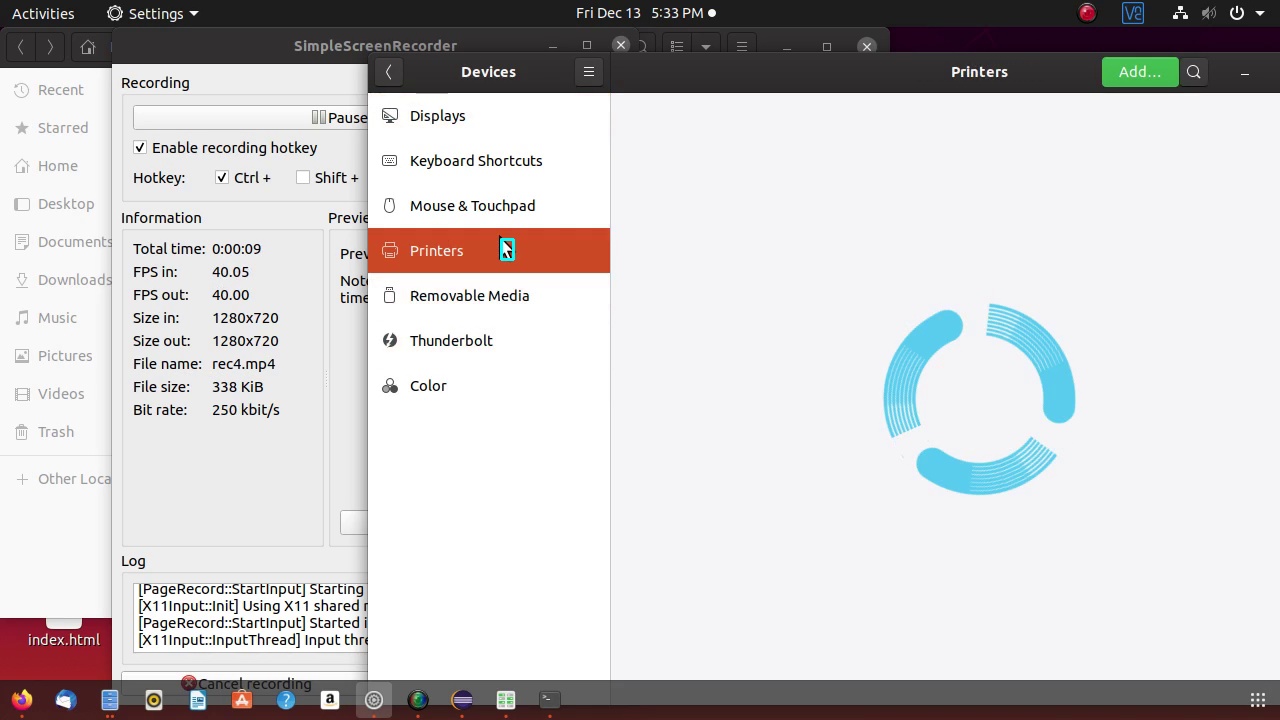 Activities
Settings
Fri Dec 13 5:33 PM
SimpleScreenRecorder
Devices
Printers
Add...
Recent
Starred
Home
Desktop
Documents
Downloads
Music
Pictures
Videos
Trash
Other Loca
index.html
Recording
Pause
Enable recording hotkey
Hotkey:
Ctrl +
Shift +
Information
Total time: 0:00:09
FPS in: 40.05
FPS out: 40.00
Size in: 1280x720
Size out: 1280x720
File name: rec4.mp4
File size: 338 KiB
Bit rate: 250 kbit/s
Previe
Prev
Note
time
Log
[PageRecord::StartInput] Starting
[X11Input::Init] Using X11 shared
[PageRecord::StartInput] Started i
[X11Input::InputThread] Input thre
Cancel recording
Displays
Keyboard Shortcuts
Mouse & Touchpad
Printers
Removable Media
Thunderbolt
Color